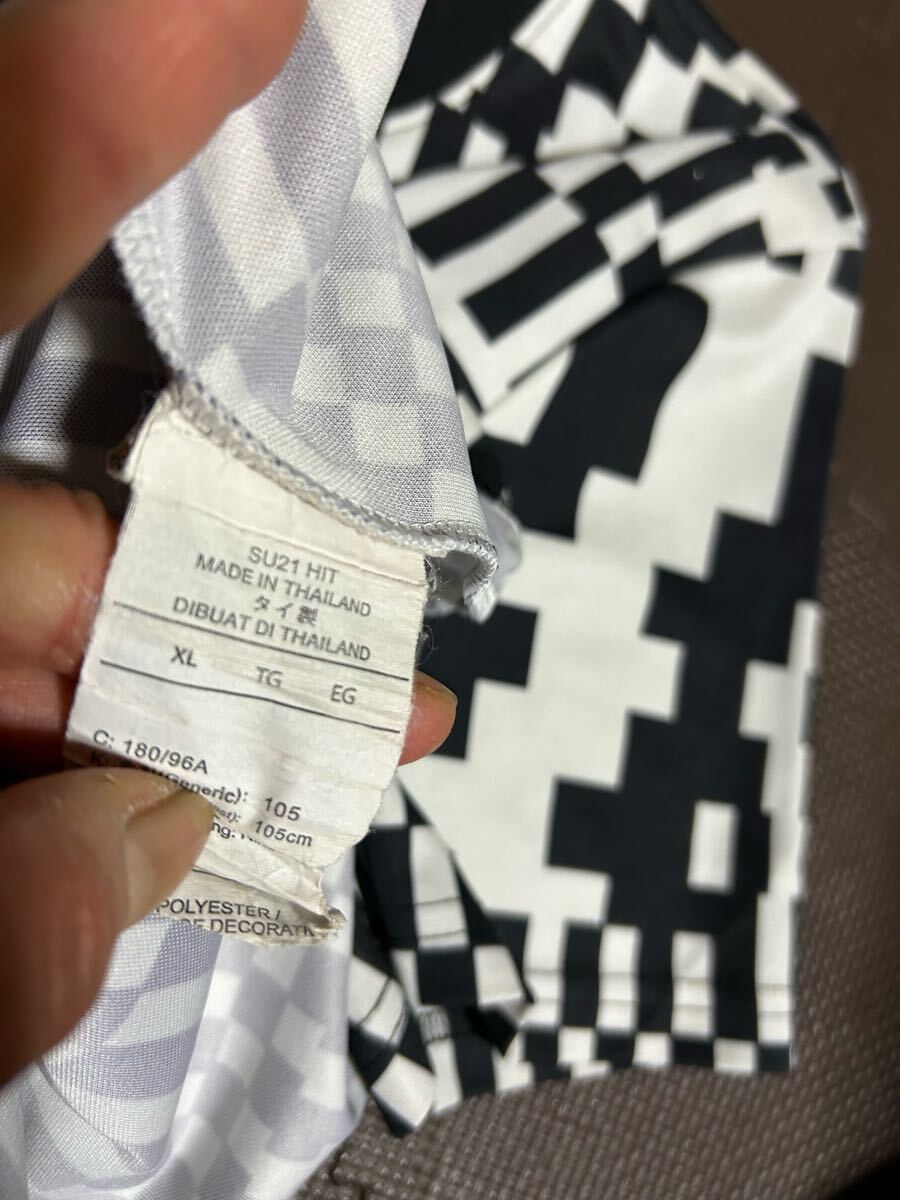 SU21 HIT
MADE IN THAILAND
タイ製
DIBUAT DI THAILAND
XL TG EG
C: 180/96A
Generic): 105
105cm
POLYESTER /